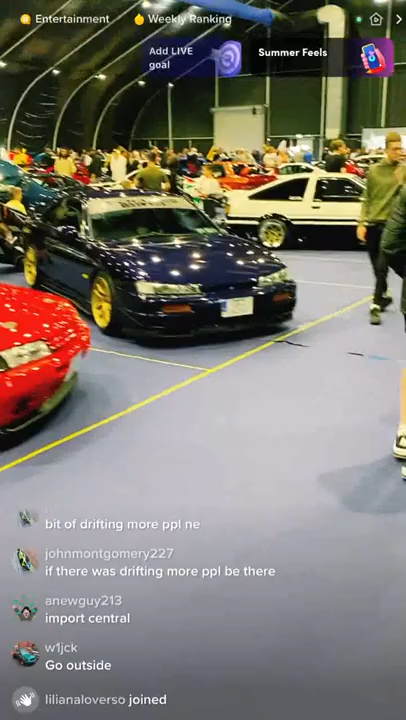 Entertainment
Weekly Ranking
Add LIVE
goal
Summer Feels
bit of drifting more ppl ne
johnmontgomery227
if there was drifting more ppl be there
anewguy213
import central
w1jck
Go outside
lilianaloverso joined